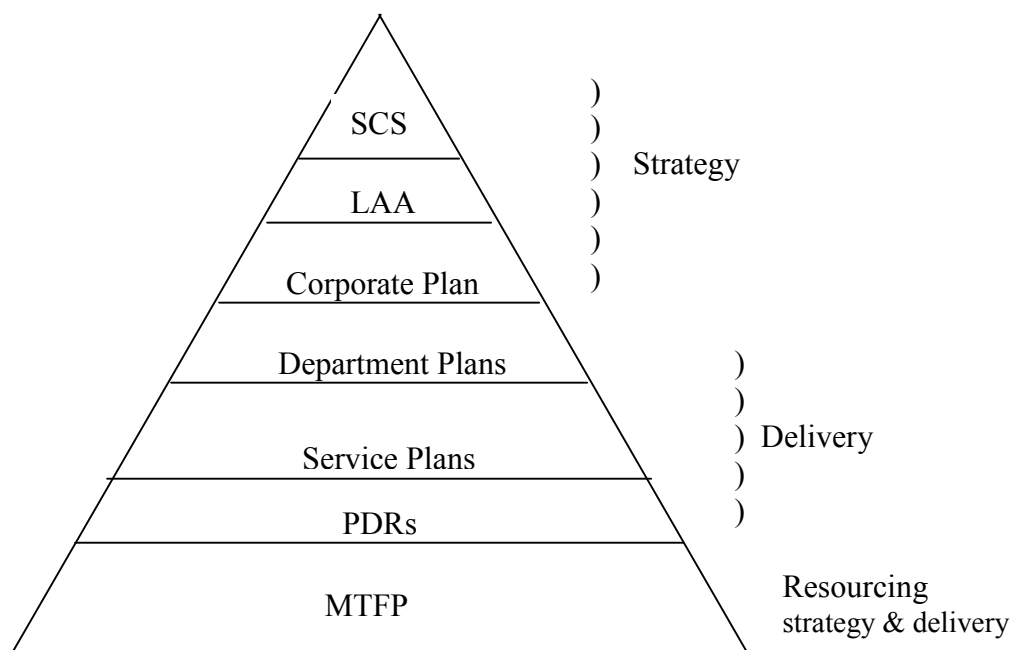 )
SCS )
) Strategy
LAA )
)
Corporate Plan )
Department Plans )
)
) Delivery
Service Plans )
PDRs )
MTFP
Resourcing
strategy & delivery